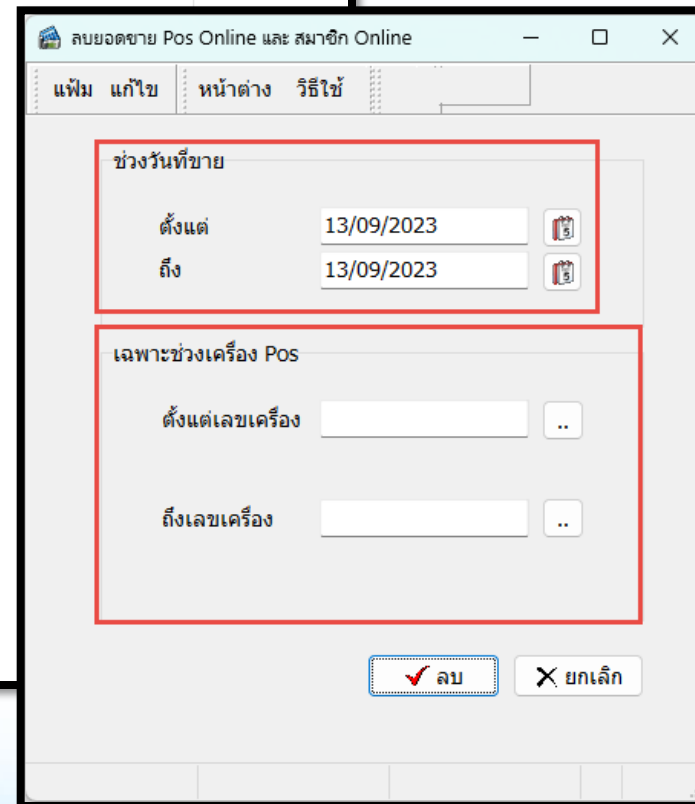 ลบยอดขาย Pos Online และ สมาชิก Online
แฟ้ม แก้ไข หน้าต่าง วิธีใช้
ช่วงวันที่ขาย
ตั้งแต่ 13/09/2023
ถึง 13/09/2023
เฉพาะช่วงเครื่อง Pos
ตั้งแต่เลขเครื่อง ..
ถึงเลขเครื่อง ..
ลบ ยกเลิก